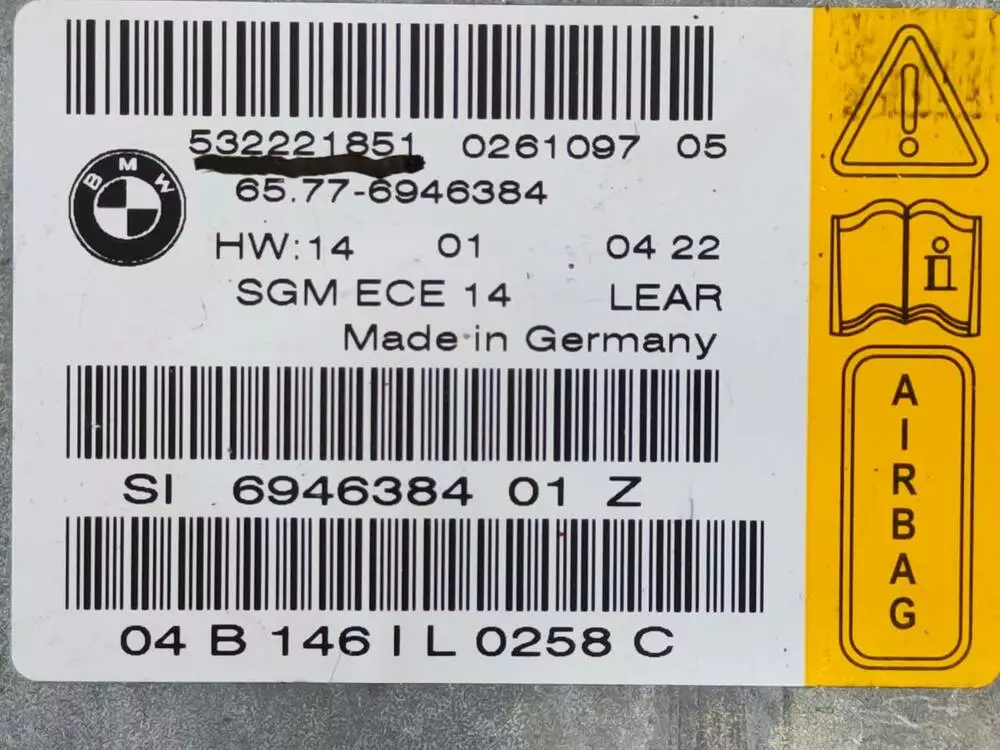 532221851 0261097 05
BMW
65.77-6946384
HW:14 01 04 22
SGM ECE 14 LEAR
Made in Germany
SI 6946384 01 Z
04 B 146 I L 0258 C
i
AIRBAG